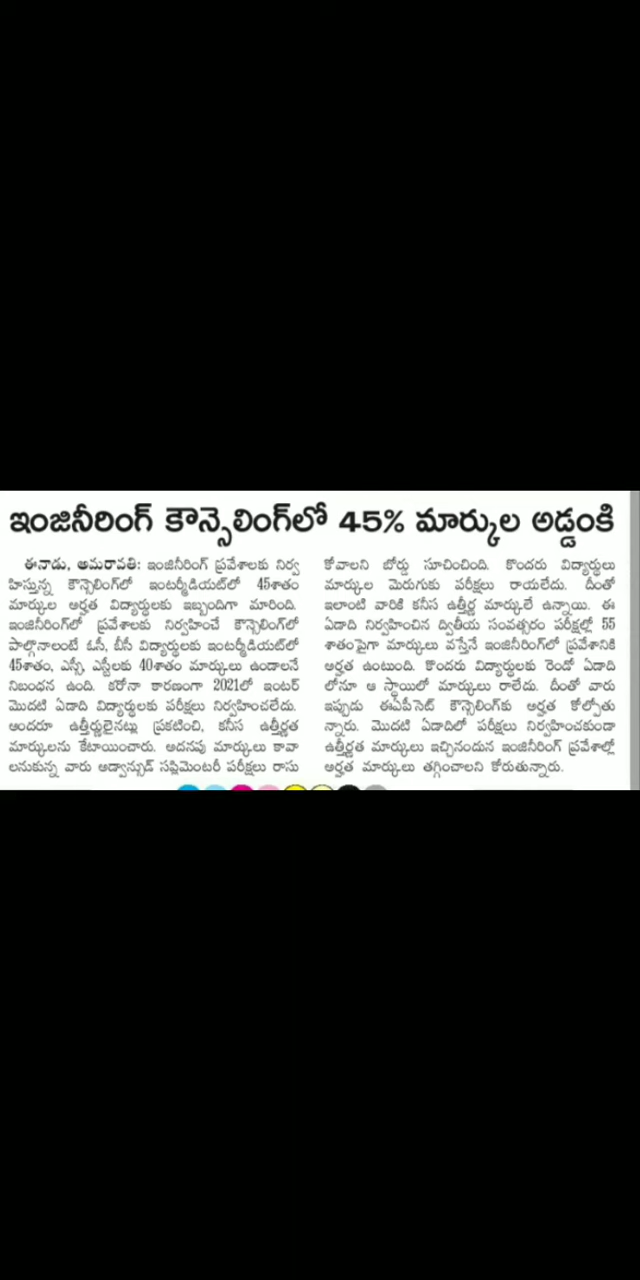 ఇంజినీరింగ్ కౌన్సెలింగ్‌లో 45% మార్కుల అడ్డంకి
ఈనాడు, అమరావతి: ఇంజినీరింగ్ ప్రవేశాలకు నిర్వ
హిస్తున్న కౌన్సెలింగ్‌లో ఇంటర్మీడియట్‌లో 45శాతం
మార్కుల అర్హత విద్యార్థులకు ఇబ్బందిగా మారింది.
ఇంజినీరింగ్‌లో ప్రవేశాలకు నిర్వహించే కౌన్సెలింగ్‌లో
పాల్గొనాలంటే ఓసీ, బీసీ విద్యార్థులకు ఇంటర్మీడియట్‌లో
45శాతం, ఎస్సీ, ఎస్టీలకు 40శాతం మార్కులు ఉండాలనే
నిబంధన ఉంది. కరోనా కారణంగా 2021లో ఇంటర్
మొదటి ఏడాది విద్యార్థులకు పరీక్షలు నిర్వహించలేదు.
అందరూ ఉత్తీర్ణులైనట్లు ప్రకటించి, కనీస ఉత్తీర్ణత
మార్కులను కేటాయించారు. అదనపు మార్కులు కావా
లనుకున్న వారు అడ్వాన్స్‌డ్ సప్లిమెంటరీ పరీక్షలు రాసు
కోవాలని బోర్డు సూచించింది. కొందరు విద్యార్థులు
మార్కుల మెరుగుకు పరీక్షలు రాయలేదు. దీంతో
ఇలాంటి వారికి కనీస ఉత్తీర్ణ మార్కులే ఉన్నాయి. ఈ
ఏడాది నిర్వహించిన ద్వితీయ సంవత్సరం పరీక్షల్లో 55
శాతంపైగా మార్కులు వస్తేనే ఇంజినీరింగ్‌లో ప్రవేశానికి
అర్హత ఉంటుంది. కొందరు విద్యార్థులకు రెండో ఏడాది
లోనూ ఆ స్థాయిలో మార్కులు రాలేదు. దీంతో వారు
ఇప్పుడు ఈఏపీసెట్ కౌన్సెలింగ్‌కు అర్హత కోల్పోతు
న్నారు. మొదటి ఏడాదిలో పరీక్షలు నిర్వహించకుండా
ఉత్తీర్ణత మార్కులు ఇచ్చినందున ఇంజినీరింగ్ ప్రవేశాల్లో
అర్హత మార్కులు తగ్గించాలని కోరుతున్నారు.